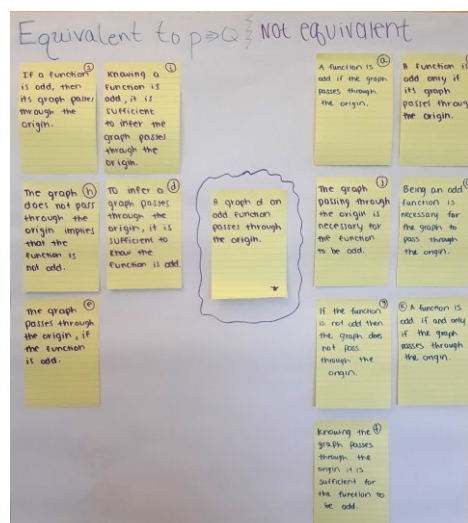 Equivalent to p⇒Q
Not equivalent
If a function
is odd, then
its graph passes
through the
origin.
Knowing a
function is
odd, it is
sufficient
to infer the
graph passes
through the
origin.
The graph (h)
does not pass
through the
origin implies
that the
function is
not odd.
TO infer a (d)
graph passes
through the
origin, it is
sufficient to
know the
function is odd.
The graph (e)
passes through
the origin, if
the function
is odd.
A graph of an
odd function
passes through
the origin.
A function is (a)
odd if the graph
passes through
the origin.
A function is
odd only if
its graph
passes through
the origin.
The graph (j)
passing through
the origin is
necessary for
the function
to be odd.
Being an odd
function is
necessary for
the graph to
pass through
the origin.
If the function (g)
is not odd then
the graph does
not pass
through the
origin.
(k) A function is
odd if and only
if the graph
passes through
the origin.
Knowing the (f)
graph passes
through the
origin it is
sufficient for
the function to
be odd.